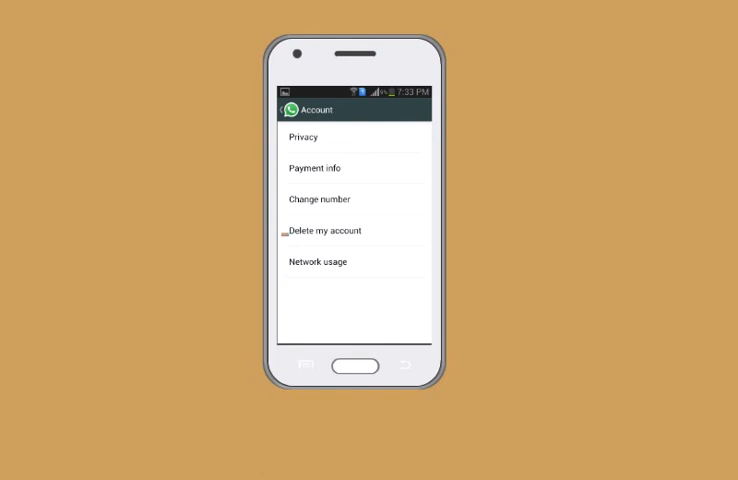 7:33 PM
Account
Privacy
Payment info
Change number
Delete my account
Network usage